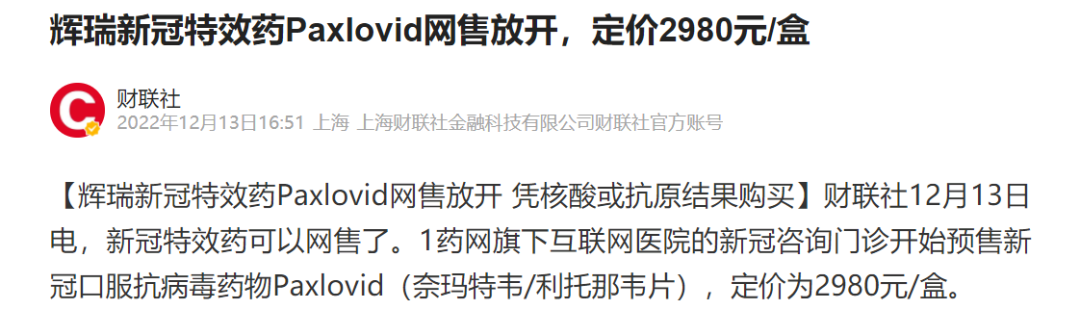 辉瑞新冠特效药Paxlovid网售放开，定价2980元/盒
财联社
2022年12月13日16:51 上海 上海财联社金融科技有限公司财联社官方账号
【辉瑞新冠特效药Paxlovid网售放开 凭核酸或抗原结果购买】财联社12月13日
电，新冠特效药可以网售了。1药网旗下互联网医院的新冠咨询门诊开始预售新
冠口服抗病毒药物Paxlovid（奈玛特韦/利托那韦片），定价为2980元/盒。